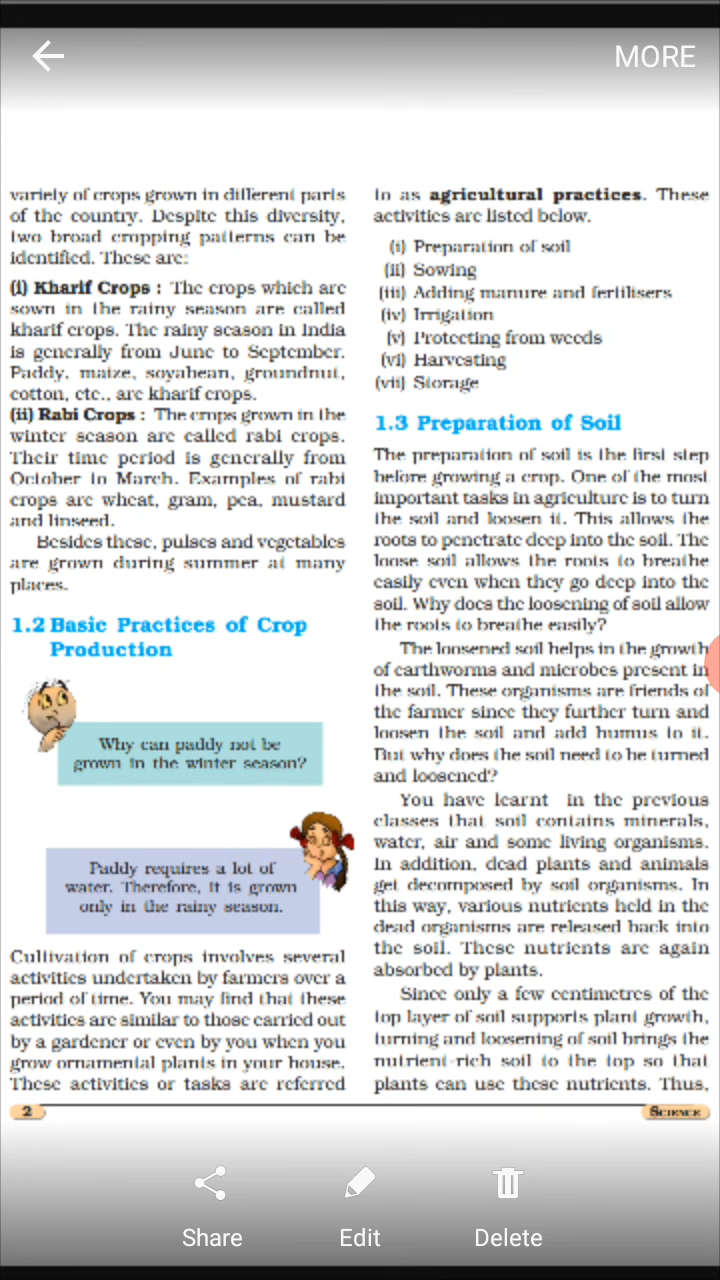 MORE
variety of crops grown in different parts
of the country. Despite this diversity,
two broad cropping patterns can be
identified. These are:
(i) Kharif Crops : The crops which are
sown in the rainy season are called
kharif crops. The rainy season in India
is generally from June to September.
Paddy, maize, soyabean, groundnut,
cotton, etc., are kharif crops.
(ii) Rabi Crops : The crops grown in the
winter season are called rabi crops.
Their time period is generally from
October to March. Examples of rabi
crops are wheat, gram, pea, mustard
and linseed.
Besides these, pulses and vegetables
are grown during summer at many
places.
1.2 Basic Practices of Crop
Production
Why can paddy not be
grown in the winter season?
Paddy requires a lot of
water. Therefore, it is grown
only in the rainy season.
Cultivation of crops involves several
activities undertaken by farmers over a
period of time. You may find that these
activities are similar to those carried out
by a gardener or even by you when you
grow ornamental plants in your house.
These activities or tasks are referred
to as agricultural practices. These
activities are listed below.
(i) Preparation of soil
(ii) Sowing
(iii) Adding manure and fertilisers
(iv) Irrigation
(v) Protecting from weeds
(vi) Harvesting
(vii) Storage
1.3 Preparation of Soil
The preparation of soil is the first step
before growing a crop. One of the most
important tasks in agriculture is to turn
the soil and loosen it. This allows the
roots to penetrate deep into the soil. The
loose soil allows the roots to breathe
easily even when they go deep into the
soil. Why does the loosening of soil allow
the roots to breathe easily?
The loosened soil helps in the growth
of earthworms and microbes present in
the soil. These organisms are friends of
the farmer since they further turn and
loosen the soil and add humus to it.
But why does the soil need to be turned
and loosened?
You have learnt in the previous
classes that soil contains minerals,
water, air and some living organisms.
In addition, dead plants and animals
get decomposed by soil organisms. In
this way, various nutrients held in the
dead organisms are released back into
the soil. These nutrients are again
absorbed by plants.
Since only a few centimetres of the
top layer of soil supports plant growth,
turning and loosening of soil brings the
nutrient-rich soil to the top so that
plants can use these nutrients. Thus,
2
SCIENCE
Share
Edit
Delete